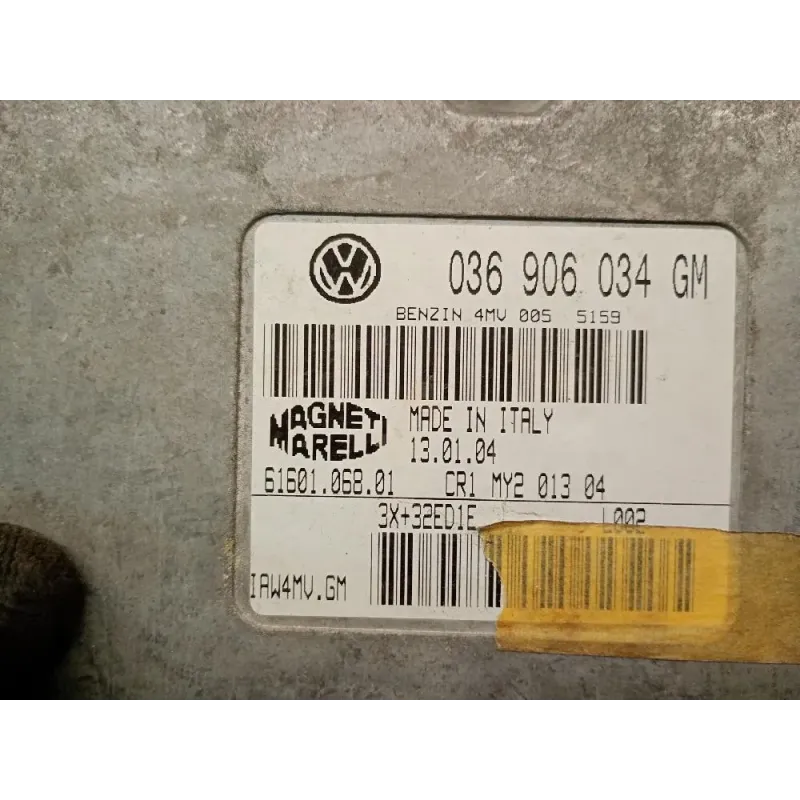 036 906 034 GM
BENZIN 4MV 005 5159
MAGNETI
MARELLI
MADE IN ITALY
13.01.04
61601.068.01 CR1 MY2 013 04
3X+32ED1E L002
IAW4MV.GM